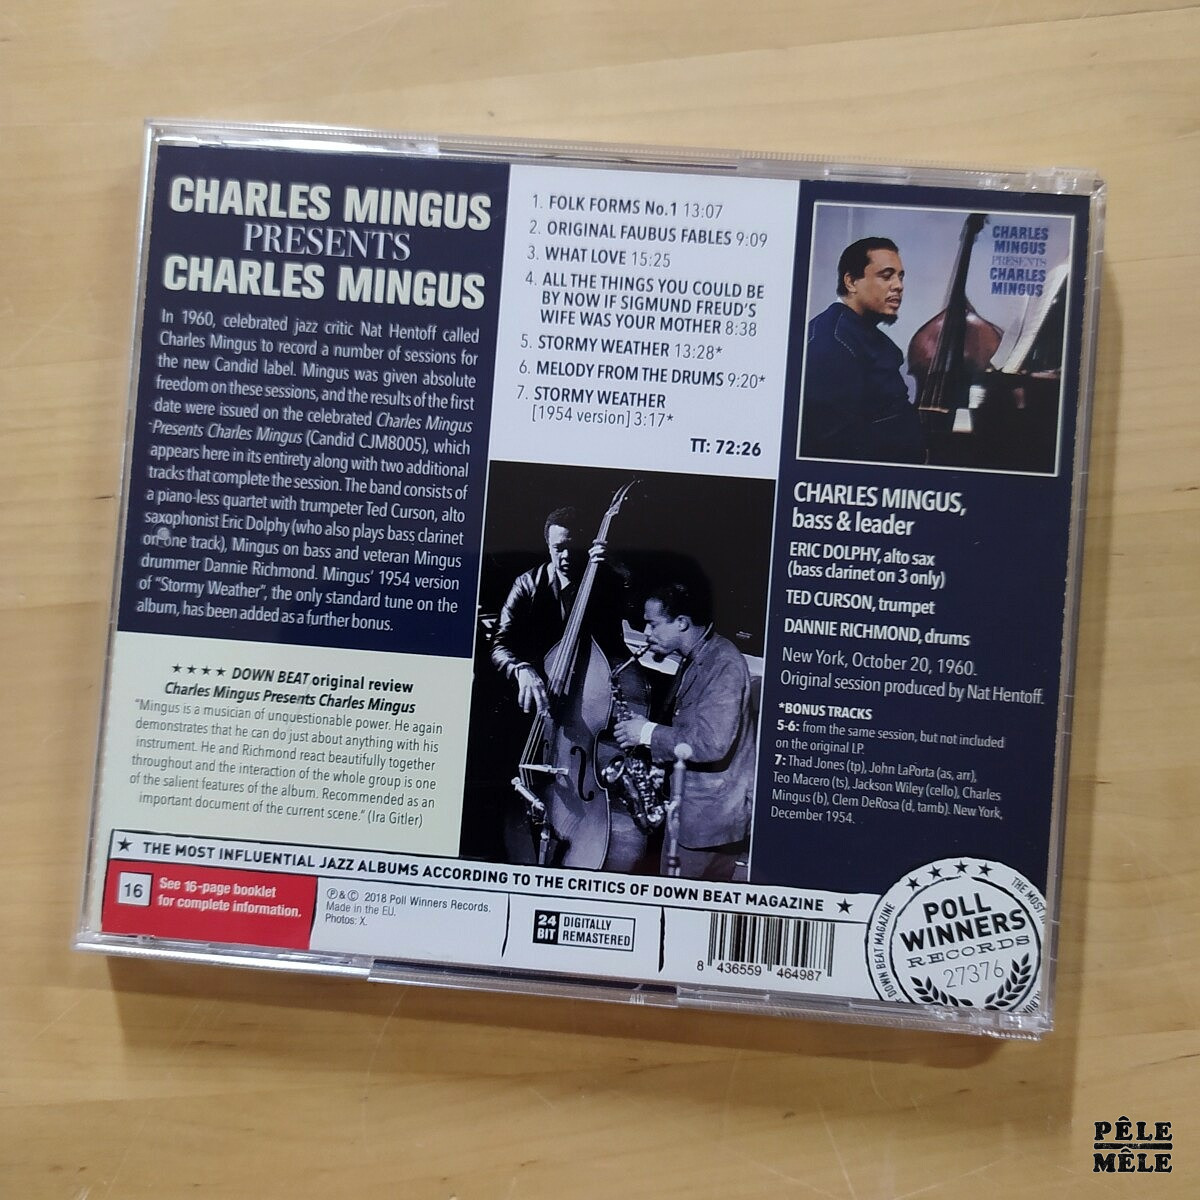 CHARLES MINGUS
PRESENTS
CHARLES MINGUS
In 1960, celebrated jazz critic Nat Hentoff called
Charles Mingus to record a number of sessions for
the new Candid label. Mingus was given absolute
freedom on these sessions, and the results of the first
date were issued on the celebrated Charles Mingus
Presents Charles Mingus (Candid CJM8005), which
appears here in its entirety along with two additional
tracks that complete the session. The band consists of
a piano-less quartet with trumpeter Ted Curson, alto
saxophonist Eric Dolphy (who also plays bass clarinet
on one track), Mingus on bass and veteran Mingus
drummer Dannie Richmond. Mingus' 1954 version
of "Stormy Weather", the only standard tune on the
album, has been added as a further bonus.
★★★★ DOWN BEAT original review
Charles Mingus Presents Charles Mingus
"Mingus is a musician of unquestionable power. He again
demonstrates that he can do just about anything with his
instrument. He and Richmond react beautifully together
throughout and the interaction of the whole group is one
of the salient features of the album. Recommended as an
important document of the current scene." (Ira Gitler)
1. FOLK FORMS No.1 13:07
2. ORIGINAL FAUBUS FABLES 9:09
3. WHAT LOVE 15:25
4. ALL THE THINGS YOU COULD BE
BY NOW IF SIGMUND FREUD'S
WIFE WAS YOUR MOTHER 8:38
5. STORMY WEATHER 13:28*
6. MELODY FROM THE DRUMS 9:20*
7. STORMY WEATHER
[1954 version] 3:17*
TT: 72:26
CHARLES
MINGUS
PRESENTS
CHARLES
MINGUS
CHARLES MINGUS,
bass & leader
ERIC DOLPHY, alto sax
(bass clarinet on 3 only)
TED CURSON, trumpet
DANNIE RICHMOND, drums
New York, October 20, 1960.
Original session produced by Nat Hentoff.
*BONUS TRACKS
5-6: from the same session, but not included
on the original LP.
7: Thad Jones (tp), John LaPorta (as, arr),
Teo Macero (ts), Jackson Wiley (cello), Charles
Mingus (b), Clem DeRosa (d, tamb). New York,
December 1954.
★ THE MOST INFLUENTIAL JAZZ ALBUMS ACCORDING TO THE CRITICS OF DOWN BEAT MAGAZINE ★
16
See 16-page booklet
for complete information.
℗&© 2018 Poll Winners Records.
Made in the EU.
Photos: X.
24 BIT
DIGITALLY
REMASTERED
8 436559 464987
★★★★
THE MOST
DOWN BEAT MAGAZINE
POLL
WINNERS
RECORDS
27376
PÊLE
MÊLE